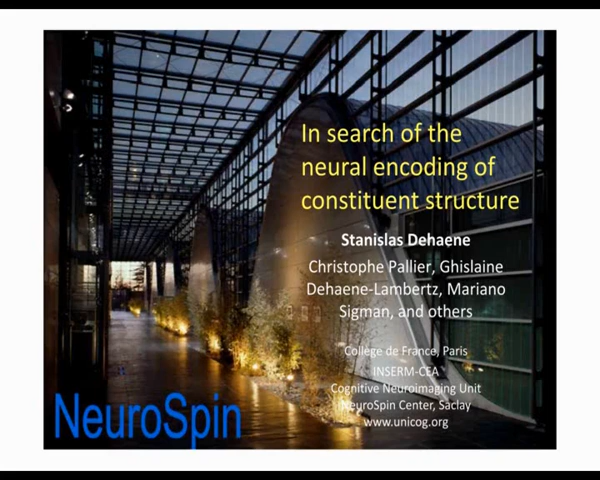 In search of the
neural encoding of
constituent structure
Stanislas Dehaene
Christophe Pallier, Ghislaine
Dehaene-Lambertz, Mariano
Sigman, and others
Collège de France, Paris
INSERM-CEA
Cognitive Neuroimaging Unit
NeuroSpin Center, Saclay
www.unicog.org
NeuroSpin